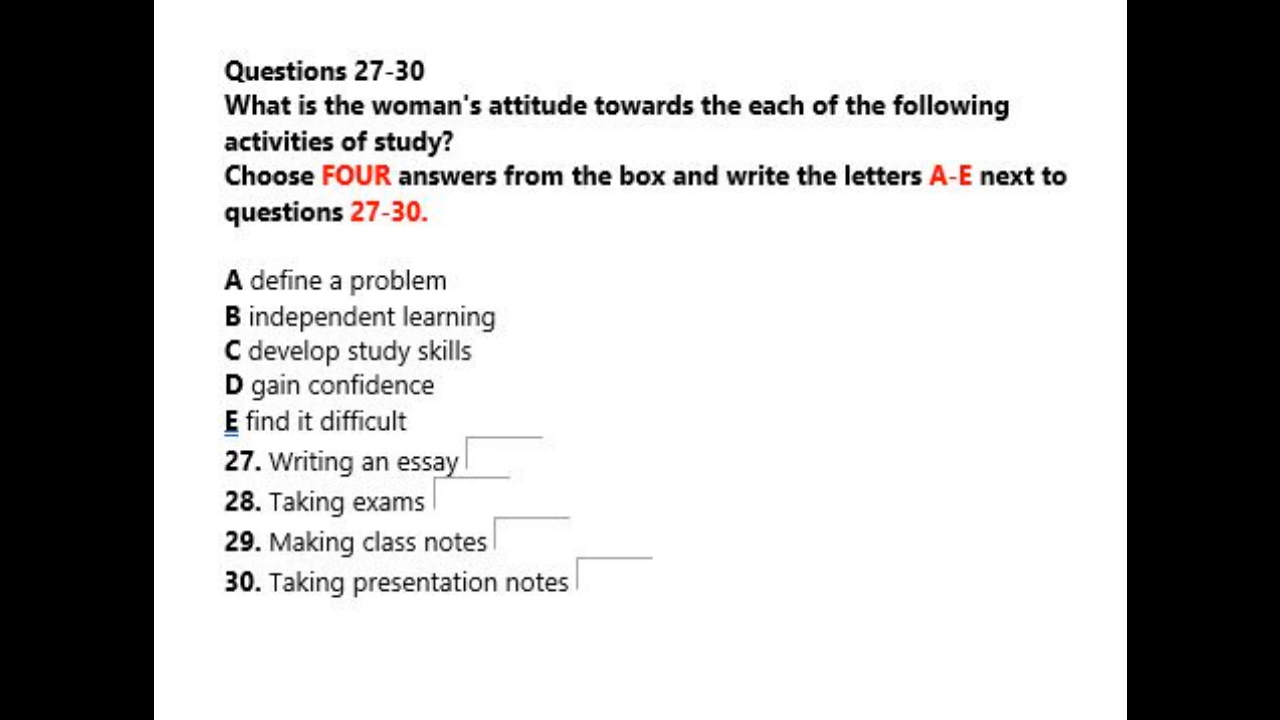 Questions 27-30
What is the woman's attitude towards the each of the following
activities of study?
Choose FOUR answers from the box and write the letters A-E next to
questions 27-30.
A define a problem
B independent learning
C develop study skills
D gain confidence
E find it difficult
27. Writing an essay
28. Taking exams
29. Making class notes
30. Taking presentation notes